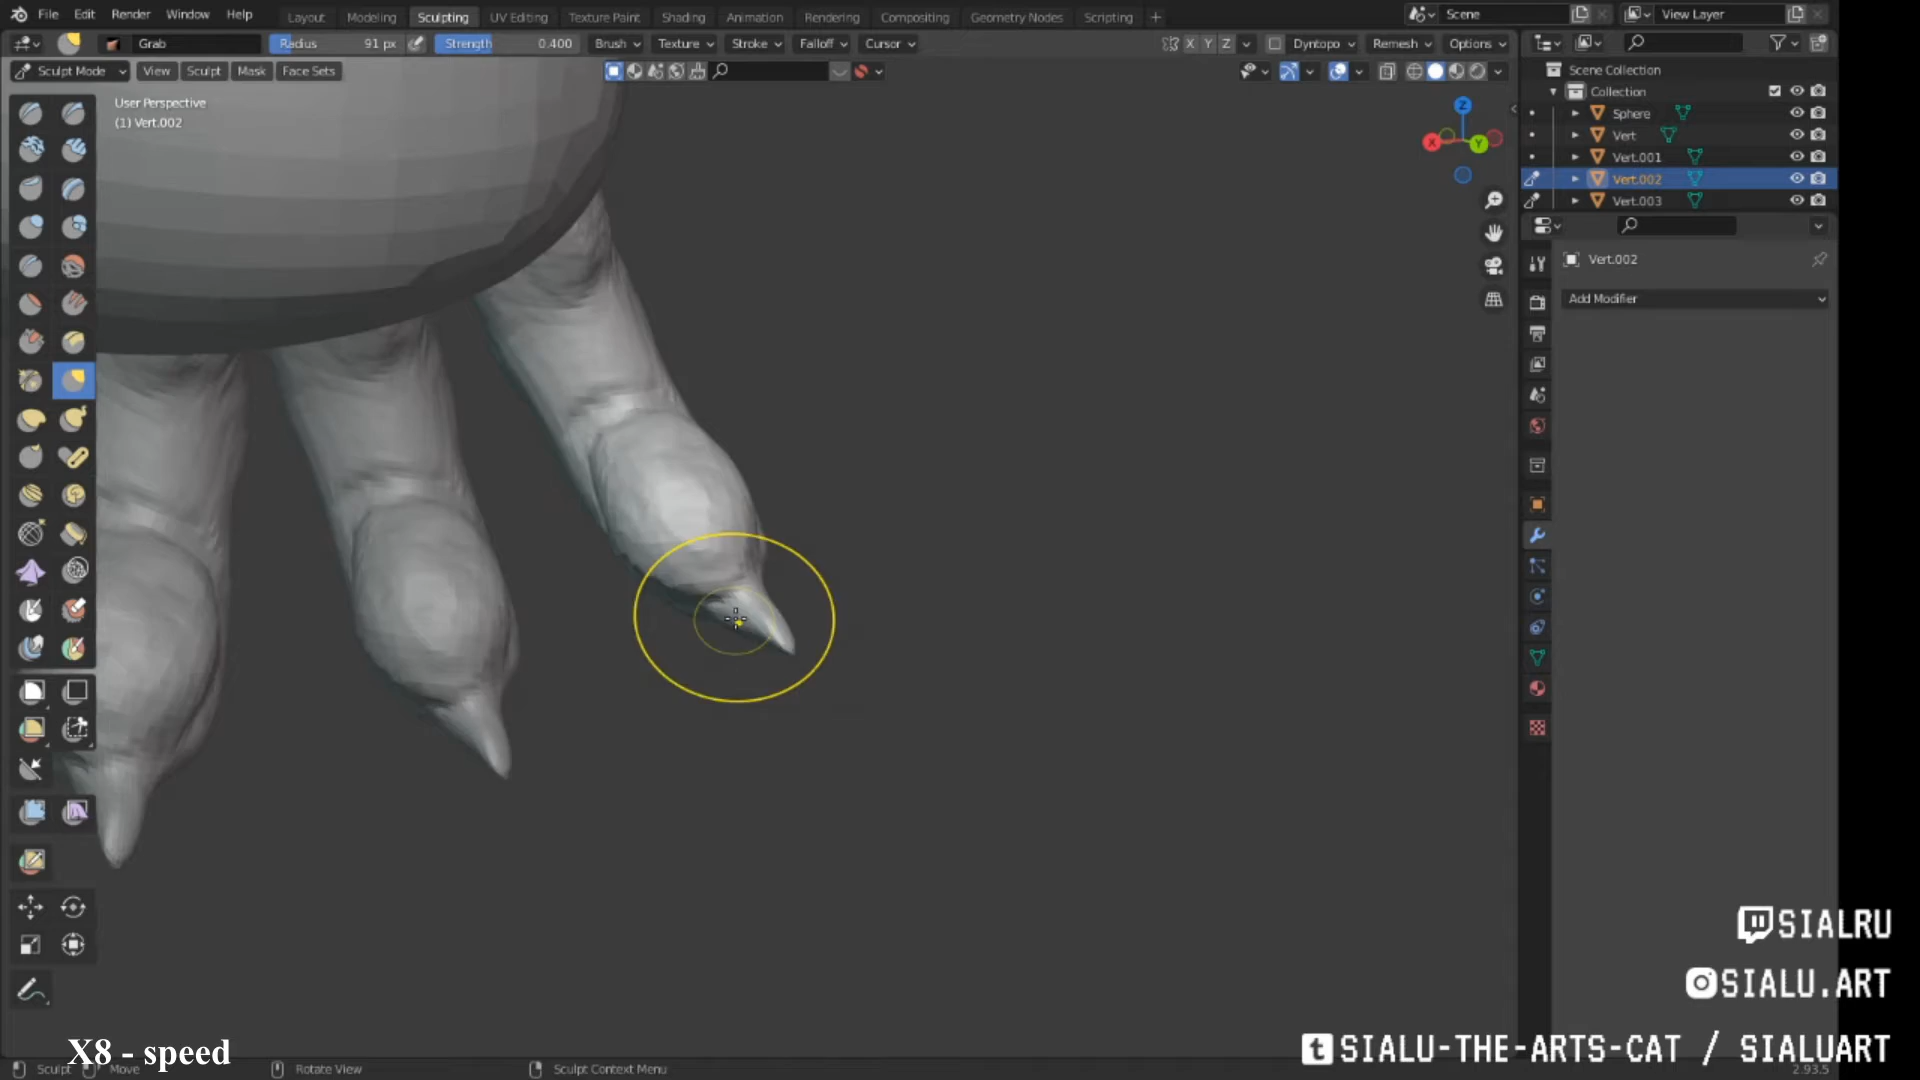 File Edit Render Window Help Layout Modeling Sculpting UV Editing Texture Paint Shading Animation Rendering Compositing Geometry Nodes Scripting + Scene View Layer
Grab Radius 91 px Strength 0.400 Brush Texture Stroke Falloff Cursor X Y Z Dyntopo Remesh Options
Sculpt Mode View Sculpt Mask Face Sets
User Perspective
(1) Vert.002
Z
X Y
Scene Collection
Collection
Sphere
Vert
Vert.001
Vert.002
Vert.003
Vert.002
Add Modifier
SIALRU
SIALU.ART
SIALU-THE-ARTS-CAT / SIALUART
X8 - speed
Sculpt Move Rotate View Sculpt Context Menu 2.93.5